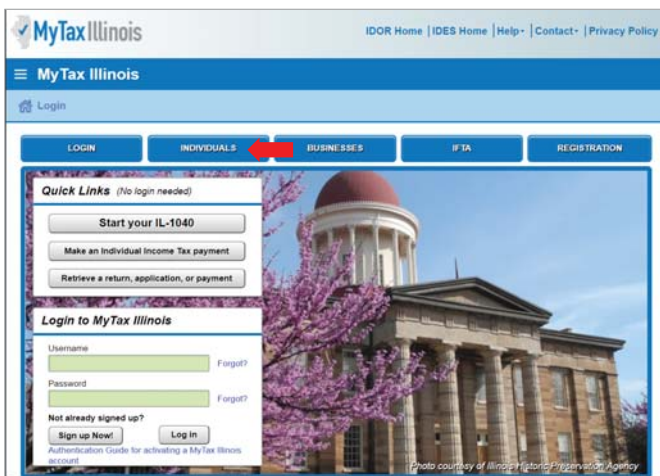 MyTax Illinois
IDOR Home | IDES Home | Help- | Contact- | Privacy Policy
MyTax Illinois
Login
LOGIN
INDIVIDUALS
BUSINESSES
IFTA
REGISTRATION
Quick Links (No login needed)
Start your IL-1040
Make an Individual Income Tax payment
Retrieve a return, application, or payment
Login to MyTax Illinois
Username
Forgot?
Password
Forgot?
Not already signed up?
Sign up Now!
Log in
Authentication Guide for activating a MyTax Illinois
account
Photo courtesy of Illinois Historic Preservation Agency